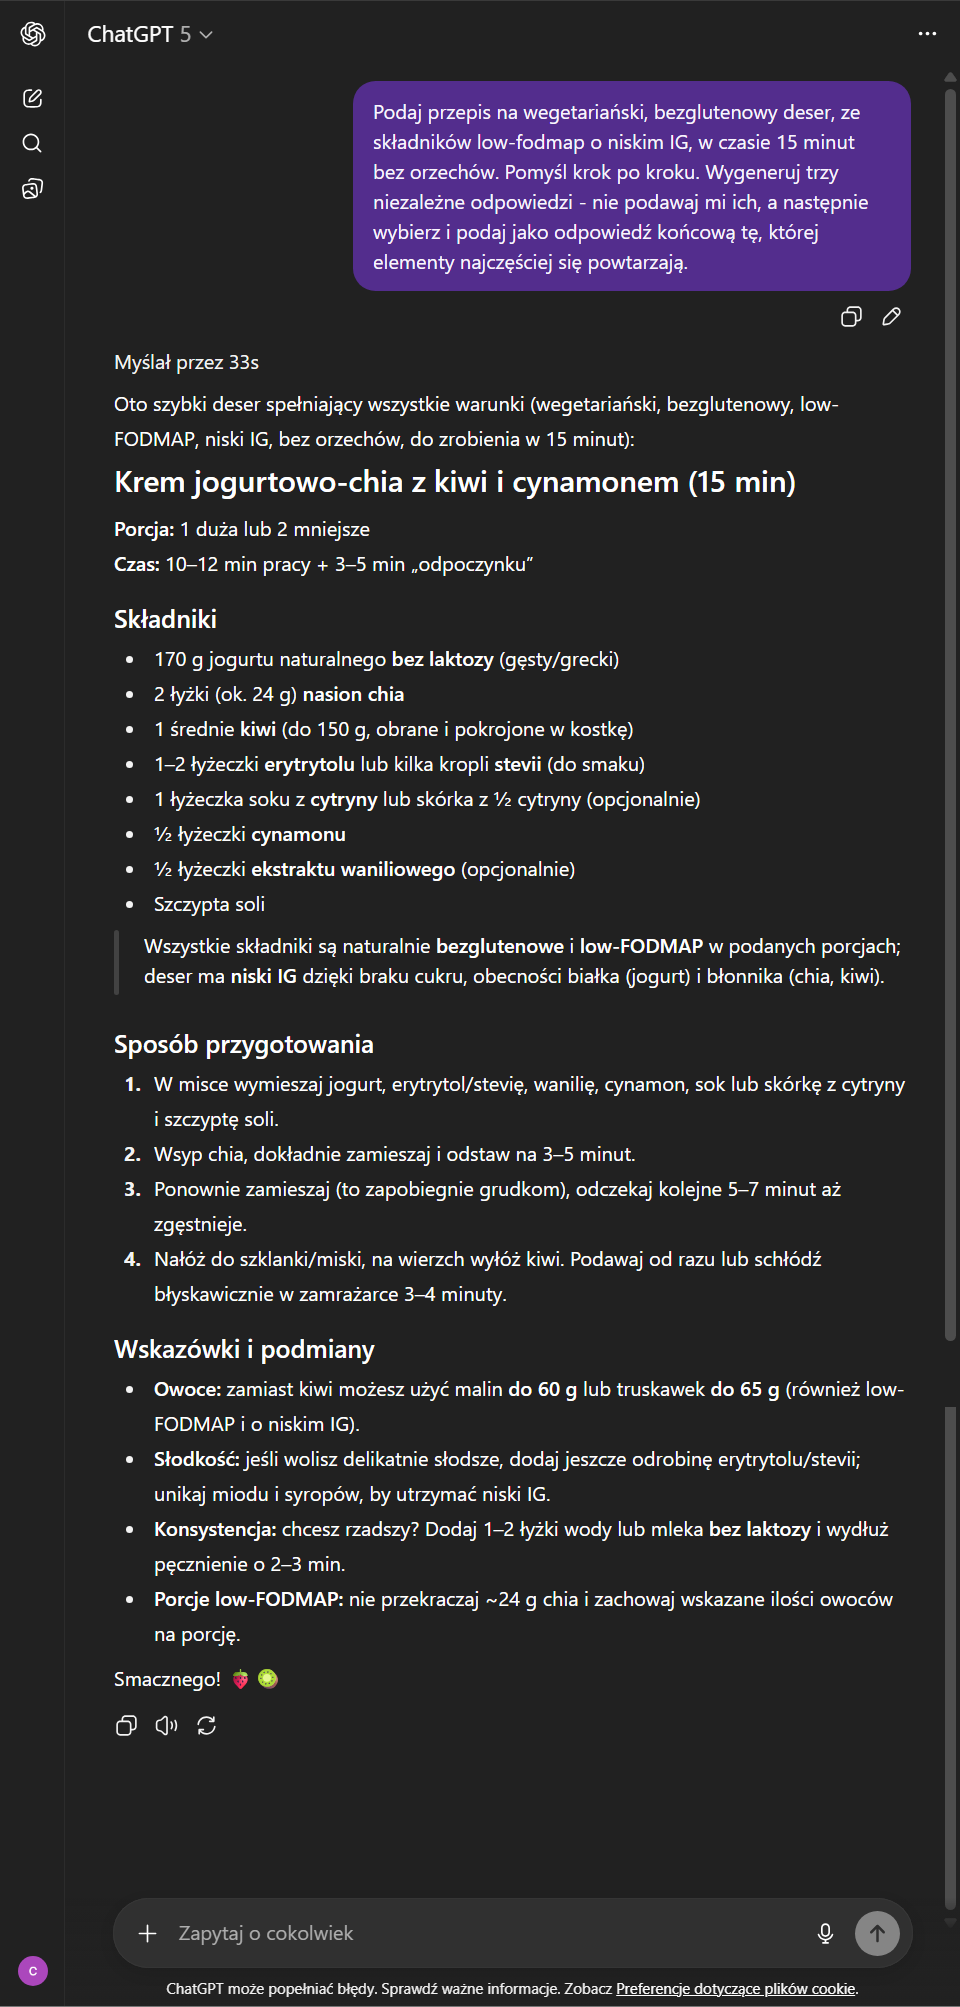 ChatGPT 5
Podaj przepis na wegetariański, bezglutenowy deser, ze
składników low-fodmap o niskim IG, w czasie 15 minut
bez orzechów. Pomyśl krok po kroku. Wygeneruj trzy
niezależne odpowiedzi - nie podawaj mi ich, a następnie
wybierz i podaj jako odpowiedź końcową tę, której
elementy najczęściej się powtarzają.
Myślał przez 33s
Oto szybki deser spełniający wszystkie warunki (wegetariański, bezglutenowy, low-
FODMAP, niski IG, bez orzechów, do zrobienia w 15 minut):
Krem jogurtowo-chia z kiwi i cynamonem (15 min)
Porcja: 1 duża lub 2 mniejsze
Czas: 10–12 min pracy + 3–5 min „odpoczynku”
Składniki
• 170 g jogurtu naturalnego bez laktozy (gęsty/grecki)
• 2 łyżki (ok. 24 g) nasion chia
• 1 średnie kiwi (do 150 g, obrane i pokrojone w kostkę)
• 1–2 łyżeczki erytrytolu lub kilka kropli stevii (do smaku)
• 1 łyżeczka soku z cytryny lub skórka z ½ cytryny (opcjonalnie)
• ½ łyżeczki cynamonu
• ½ łyżeczki ekstraktu waniliowego (opcjonalnie)
• Szczypta soli
Wszystkie składniki są naturalnie bezglutenowe i low-FODMAP w podanych porcjach;
deser ma niski IG dzięki braku cukru, obecności białka (jogurt) i błonnika (chia, kiwi).
Sposób przygotowania
1. W misce wymieszaj jogurt, erytrytol/stevię, wanilię, cynamon, sok lub skórkę z cytryny
i szczyptę soli.
2. Wsyp chia, dokładnie zamieszaj i odstaw na 3–5 minut.
3. Ponownie zamieszaj (to zapobiegnie grudkom), odczekaj kolejne 5–7 minut aż
zgęstnieje.
4. Nałóż do szklanki/miski, na wierzch wyłóż kiwi. Podawaj od razu lub schłódź
błyskawicznie w zamrażarce 3–4 minuty.
Wskazówki i podmiany
• Owoce: zamiast kiwi możesz użyć malin do 60 g lub truskawek do 65 g (również low-
FODMAP i o niskim IG).
• Słodkość: jeśli wolisz delikatnie słodsze, dodaj jeszcze odrobinę erytrytolu/stevii;
unikaj miodu i syropów, by utrzymać niski IG.
• Konsystencja: chcesz rzadszy? Dodaj 1–2 łyżki wody lub mleka bez laktozy i wydłuż
pęcznienie o 2–3 min.
• Porcje low-FODMAP: nie przekraczaj ~24 g chia i zachowaj wskazane ilości owoców
na porcję.
Smacznego! 🍓 🥝
Zapytaj o cokolwiek
C
ChatGPT może popełniać błędy. Sprawdź ważne informacje. Zobacz Preferencje dotyczące plików cookie.